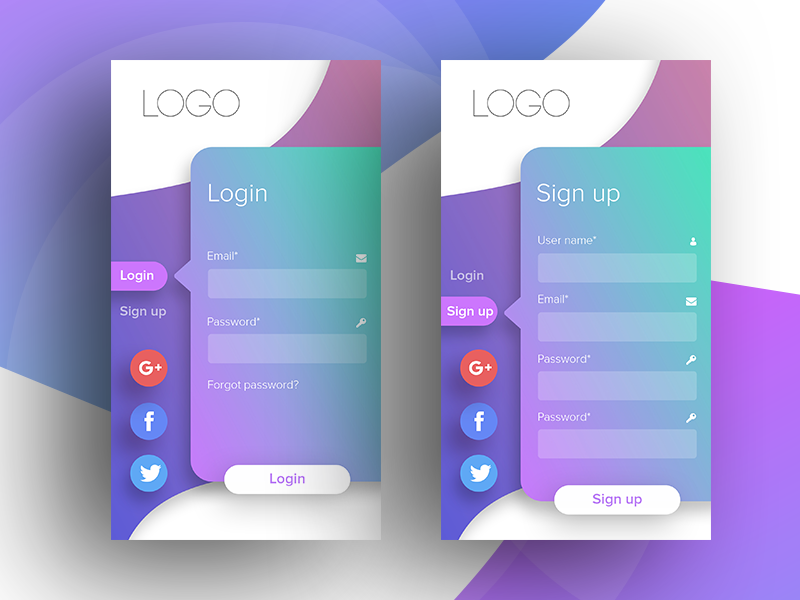 LOGO
Login
Email*
Login
Sign up
Password*
Forgot password?
G+
f
Login
LOGO
Sign up
User name*
Login
Email*
Sign up
Password*
G+
Password*
f
Sign up